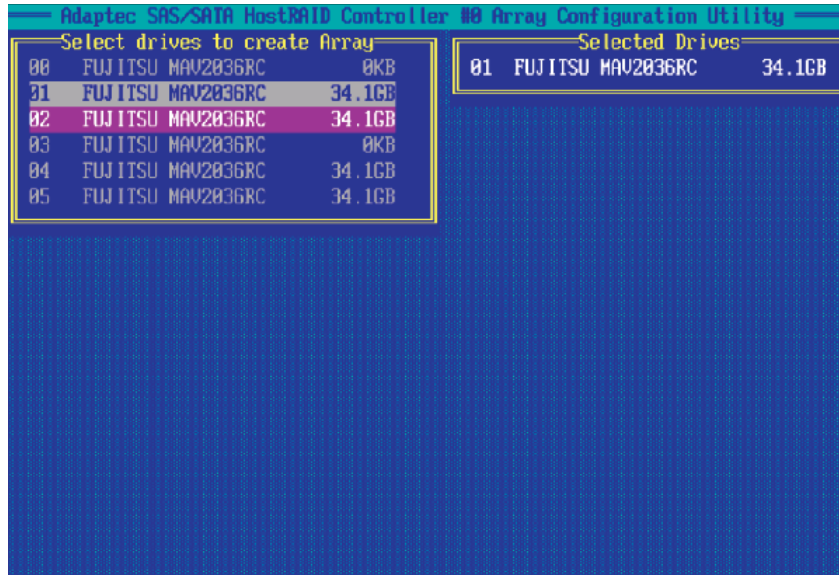 Adaptec SAS/SATA HostRAID Controller #0 Array Configuration Utility
Select drives to create Array
00 FUJITSU MAV2036RC 0KB
01 FUJITSU MAV2036RC 34.1GB
02 FUJITSU MAV2036RC 34.1GB
03 FUJITSU MAV2036RC 0KB
04 FUJITSU MAV2036RC 34.1GB
05 FUJITSU MAV2036RC 34.1GB
Selected Drives
01 FUJITSU MAV2036RC 34.1GB